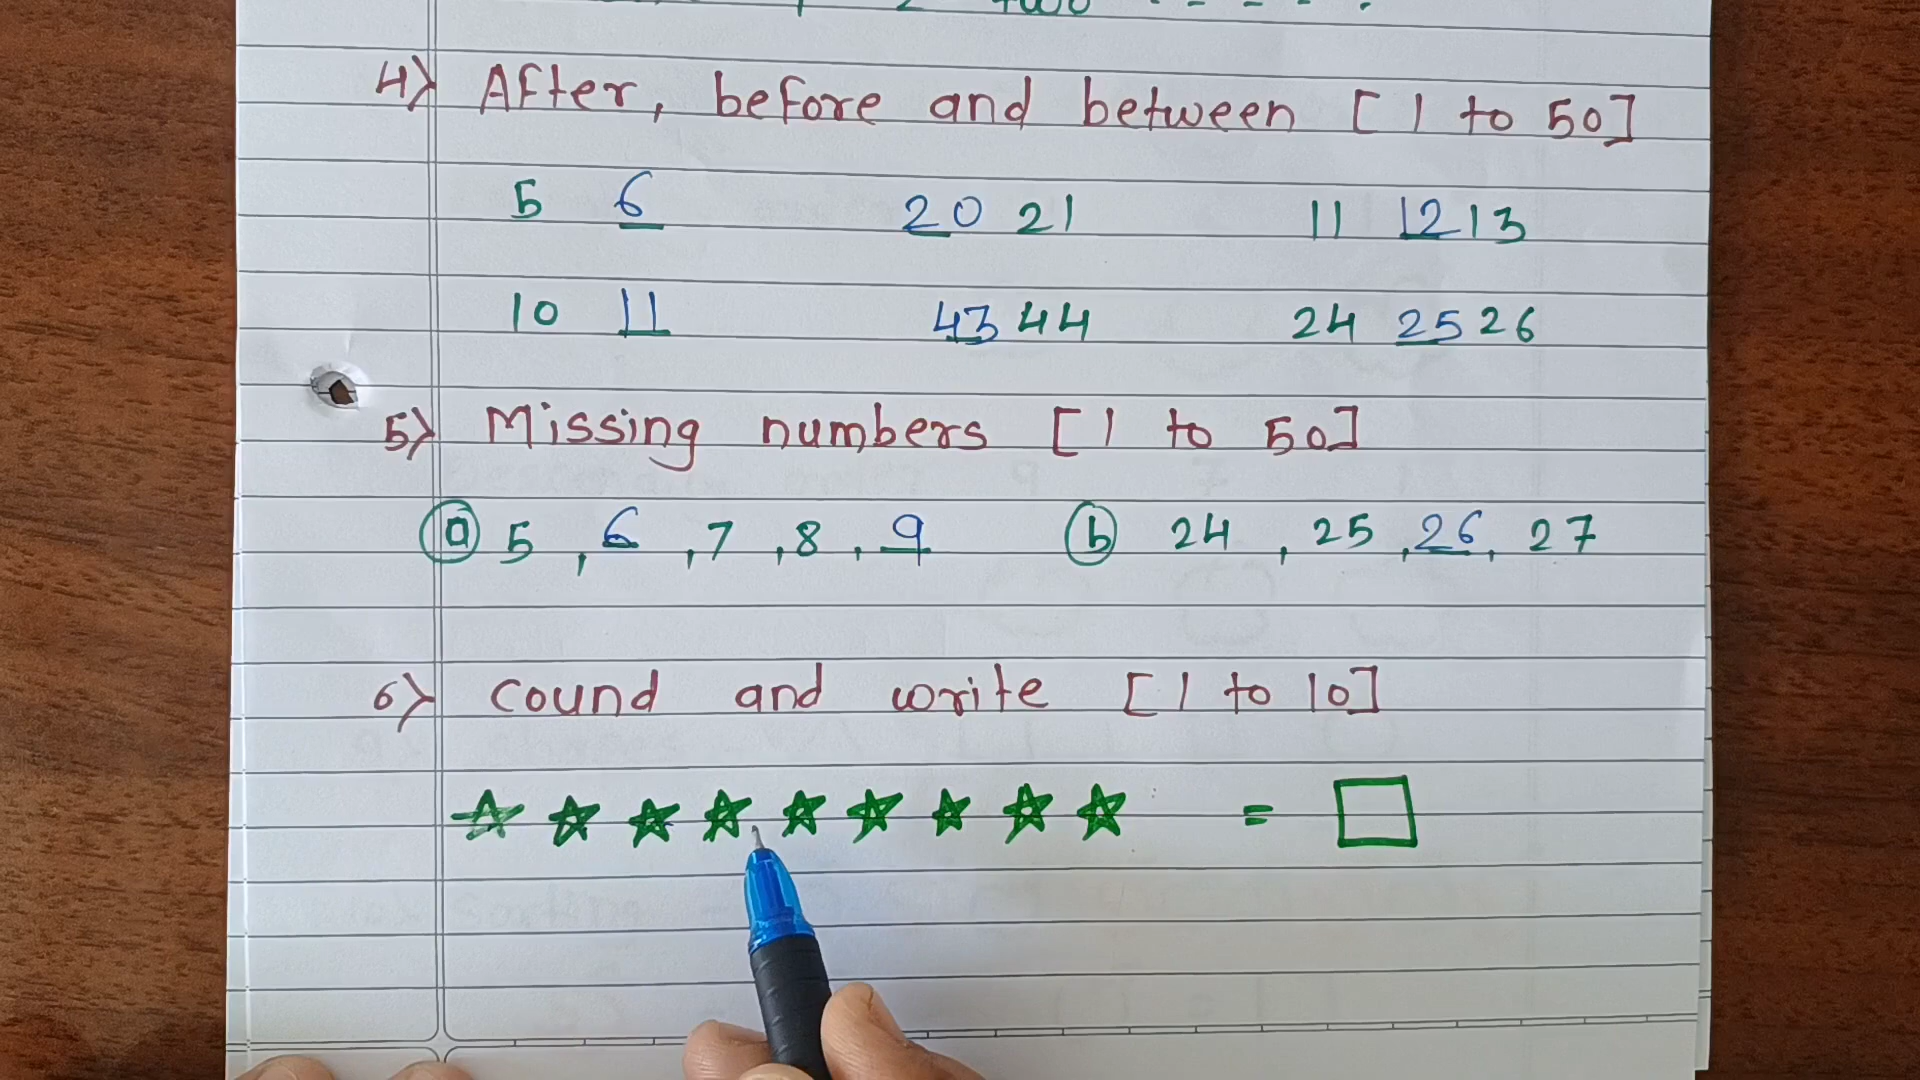 2 two - - - - .
4) After, before and between [1 to 50]
5 6 20 21 11 12 13
10 11 43 44 24 25 26
5) Missing numbers [1 to 50]
a 5, 6, 7, 8, 9 b 24, 25, 26, 27
6) cound and write [1 to 10]
=